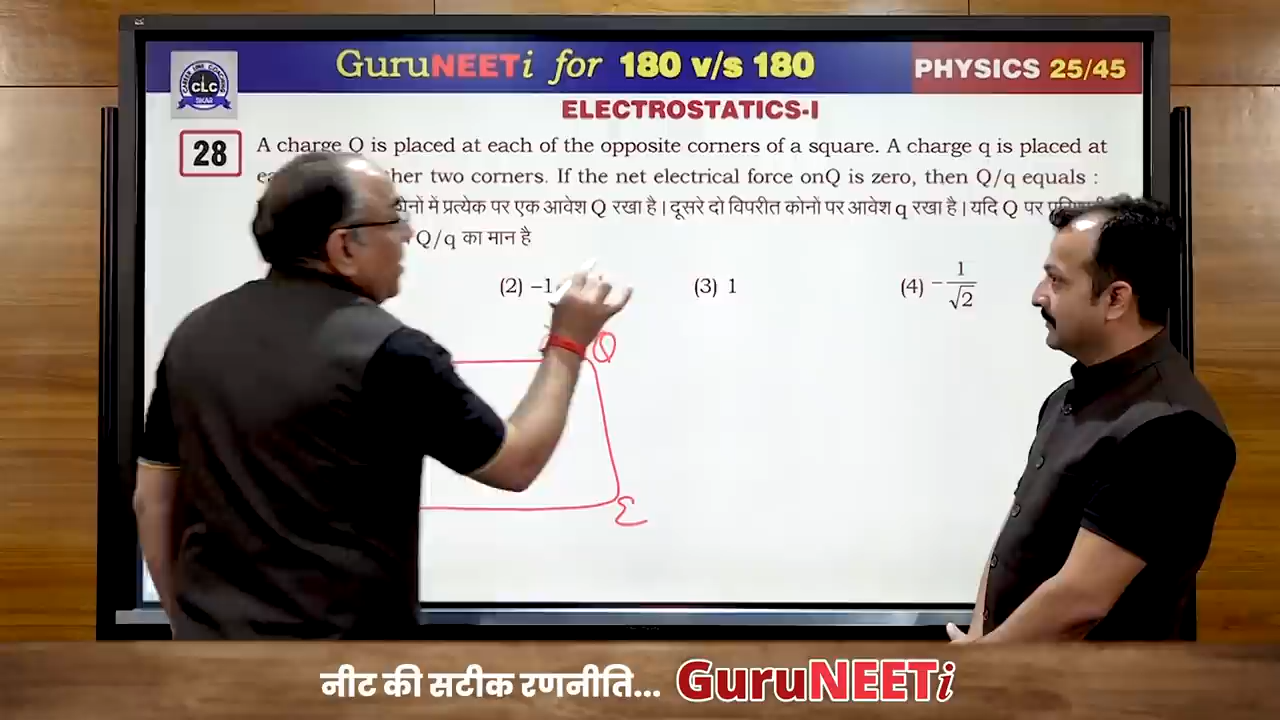 GuruNEETi for 180 v/s 180
PHYSICS 25/45
CLC
SIKAR
ELECTROSTATICS-I
28
A charge Q is placed at each of the opposite corners of a square. A charge q is placed at
other two corners. If the net electrical force onQ is zero, then Q/q equals :
में प्रत्येक पर एक आवेश Q रखा है। दूसरे दो विपरीत कोनों पर आवेश q रखा है। यदि Q पर
Q/q का मान है
(2) –1
(3) 1
(4) –1/√2
Q
नीट की सटीक रणनीति... GuruNEETi